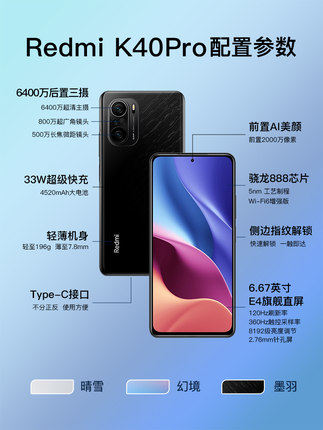 Redmi K40Pro配置参数
6400万后置三摄
6400万超清主摄
800万超广角镜头
500万长焦微距镜头
33W超级快充
4520mAh大电池
轻薄机身
轻至196g 薄至7.8mm
Type-C接口
不分正反 使用方便
Redmi
前置AI美颜
前置2000万像素
骁龙888芯片
5nm 工艺制程
Wi-Fi6增强版
侧边指纹解锁
快速解锁 一触即达
6.67英寸
E4旗舰直屏
120Hz刷新率
360Hz触控采样率
8192级亮度调节
2.76mm针孔屏
晴雪
幻境
墨羽